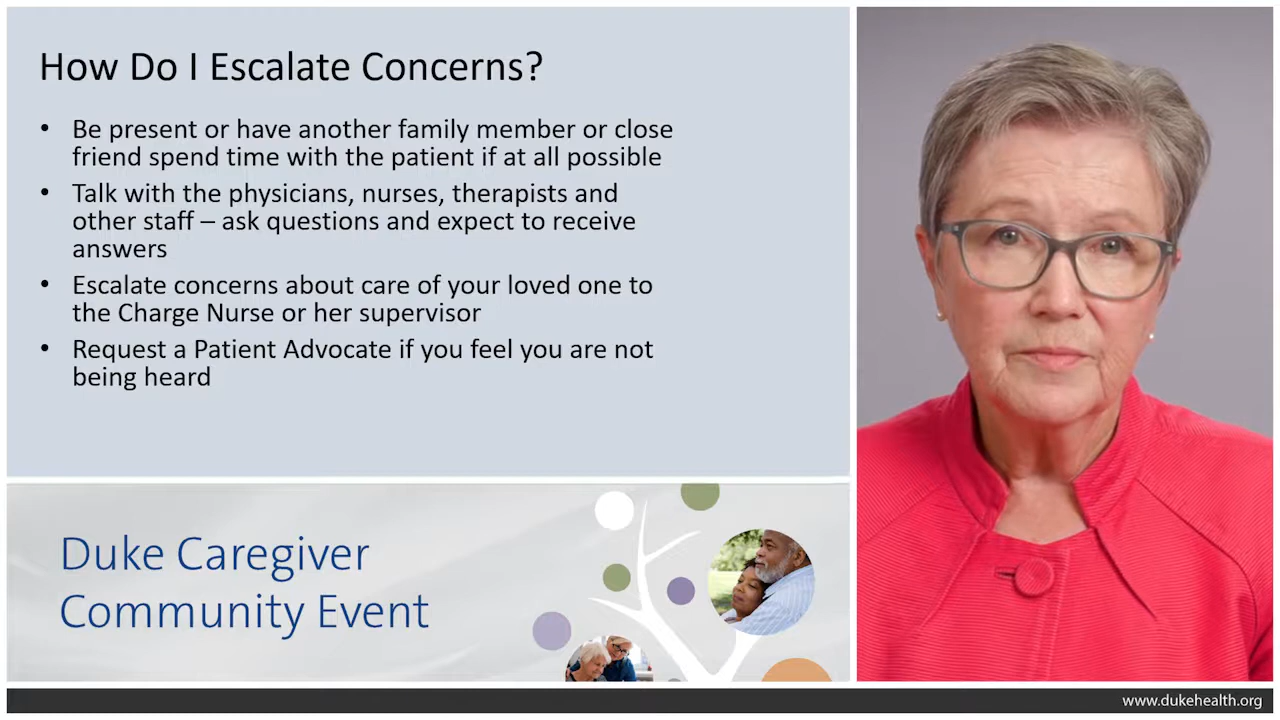 How Do I Escalate Concerns?
• Be present or have another family member or close
friend spend time with the patient if at all possible
• Talk with the physicians, nurses, therapists and
other staff – ask questions and expect to receive
answers
• Escalate concerns about care of your loved one to
the Charge Nurse or her supervisor
• Request a Patient Advocate if you feel you are not
being heard
Duke Caregiver
Community Event
www.dukehealth.org